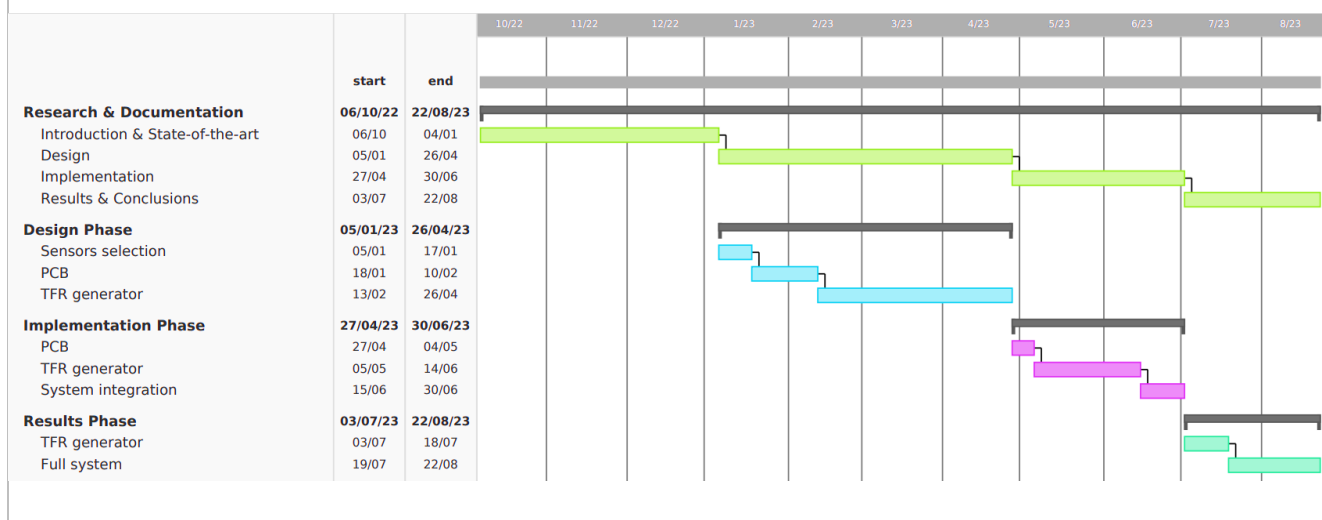 10/22 11/22 12/22 1/23 2/23 3/23 4/23 5/23 6/23 7/23 8/23
start end
Research & Documentation 06/10/22 22/08/23
Introduction & State-of-the-art 06/10 04/01
Design 05/01 26/04
Implementation 27/04 30/06
Results & Conclusions 03/07 22/08
Design Phase 05/01/23 26/04/23
Sensors selection 05/01 17/01
PCB 18/01 10/02
TFR generator 13/02 26/04
Implementation Phase 27/04/23 30/06/23
PCB 27/04 04/05
TFR generator 05/05 14/06
System integration 15/06 30/06
Results Phase 03/07/23 22/08/23
TFR generator 03/07 18/07
Full system 19/07 22/08